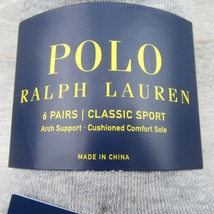 POLO
RALPH LAUREN
6 PAIRS | CLASSIC SPORT
Arch Support · Cushioned Comfort Sole
MADE IN CHINA